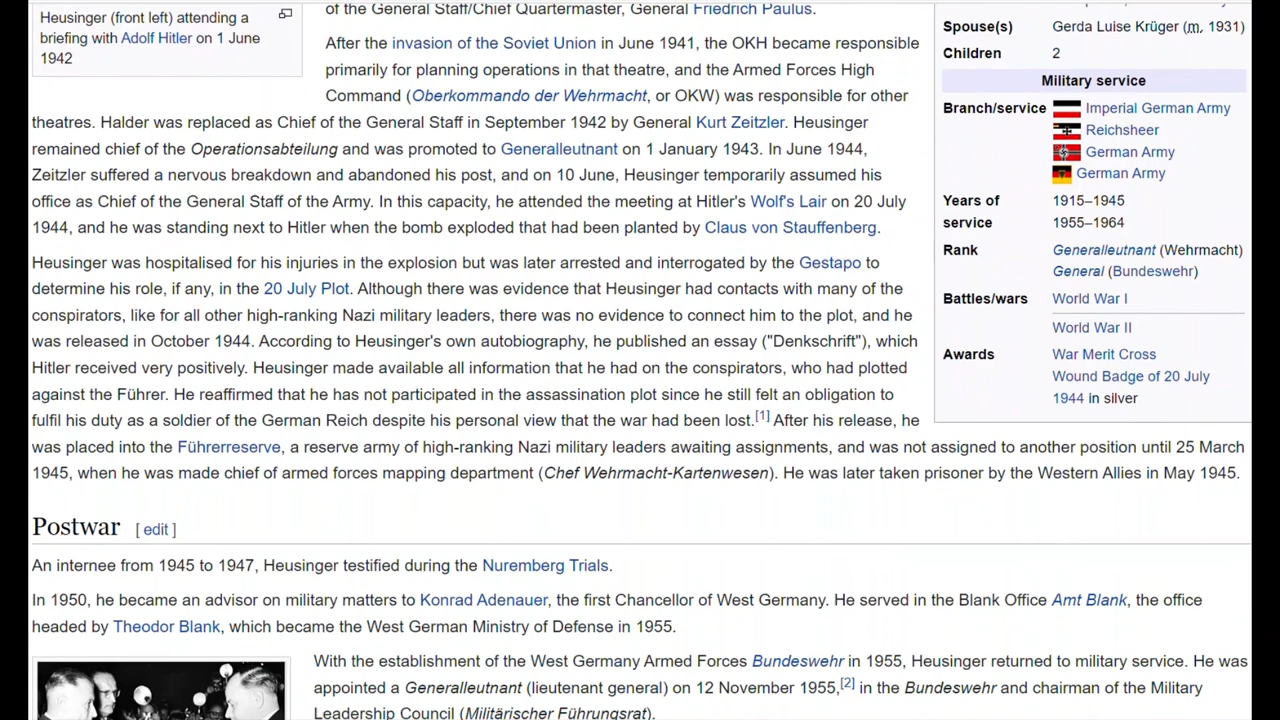 Heusinger (front left) attending a
briefing with Adolf Hitler on 1 June
1942
of the General Staff/Chief Quartermaster, General Friedrich Paulus.
After the invasion of the Soviet Union in June 1941, the OKH became responsible
primarily for planning operations in that theatre, and the Armed Forces High
Command (Oberkommando der Wehrmacht, or OKW) was responsible for other
theatres. Halder was replaced as Chief of the General Staff in September 1942 by General Kurt Zeitzler. Heusinger
remained chief of the Operationsabteilung and was promoted to Generalleutnant on 1 January 1943. In June 1944,
Zeitzler suffered a nervous breakdown and abandoned his post, and on 10 June, Heusinger temporarily assumed his
office as Chief of the General Staff of the Army. In this capacity, he attended the meeting at Hitler's Wolf's Lair on 20 July
1944, and he was standing next to Hitler when the bomb exploded that had been planted by Claus von Stauffenberg.
Heusinger was hospitalised for his injuries in the explosion but was later arrested and interrogated by the Gestapo to
determine his role, if any, in the 20 July Plot. Although there was evidence that Heusinger had contacts with many of the
conspirators, like for all other high-ranking Nazi military leaders, there was no evidence to connect him to the plot, and he
was released in October 1944. According to Heusinger's own autobiography, he published an essay ("Denkschrift"), which
Hitler received very positively. Heusinger made available all information that he had on the conspirators, who had plotted
against the Führer. He reaffirmed that he has not participated in the assassination plot since he still felt an obligation to
fulfil his duty as a soldier of the German Reich despite his personal view that the war had been lost.[1] After his release, he
was placed into the Führerreserve, a reserve army of high-ranking Nazi military leaders awaiting assignments, and was not assigned to another position until 25 March
1945, when he was made chief of armed forces mapping department (Chef Wehrmacht-Kartenwesen). He was later taken prisoner by the Western Allies in May 1945.
Spouse(s) Gerda Luise Krüger (m. 1931)
Children 2
Military service
Branch/service Imperial German Army
Reichsheer
German Army
German Army
Years of 1915–1945
service 1955–1964
Rank Generalleutnant (Wehrmacht)
General (Bundeswehr)
Battles/wars World War I
World War II
Awards War Merit Cross
Wound Badge of 20 July
1944 in silver
Postwar [ edit ]
An internee from 1945 to 1947, Heusinger testified during the Nuremberg Trials.
In 1950, he became an advisor on military matters to Konrad Adenauer, the first Chancellor of West Germany. He served in the Blank Office Amt Blank, the office
headed by Theodor Blank, which became the West German Ministry of Defense in 1955.
With the establishment of the West Germany Armed Forces Bundeswehr in 1955, Heusinger returned to military service. He was
appointed a Generalleutnant (lieutenant general) on 12 November 1955,[2] in the Bundeswehr and chairman of the Military
Leadership Council (Militärischer Führungsrat).